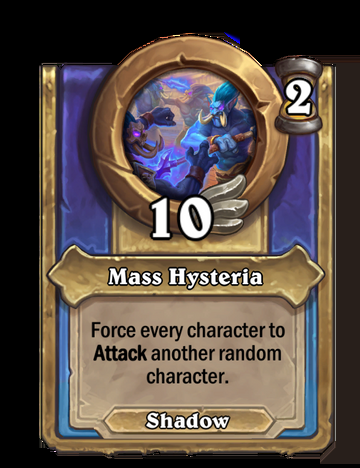 2
10
Mass Hysteria
Force every character to
Attack another random
character.
Shadow